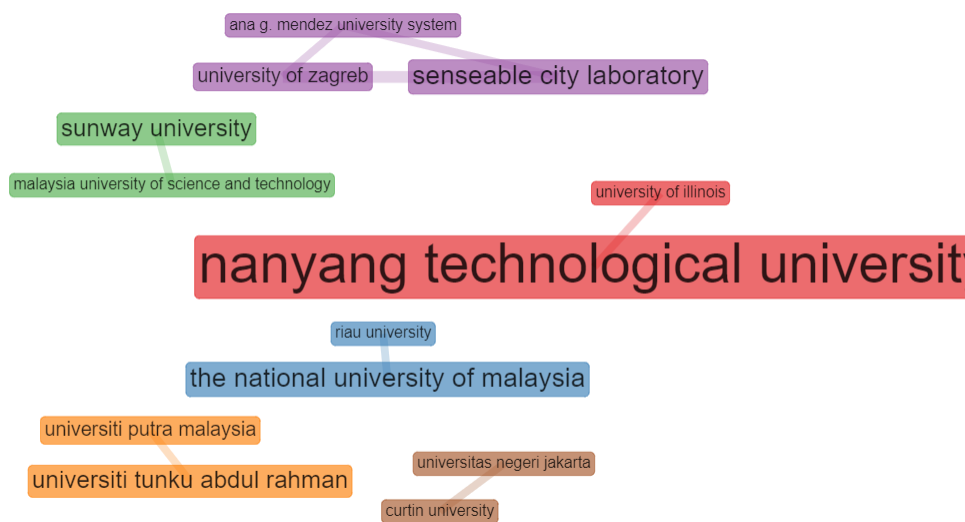 ana g. mendez university system
university of zagreb
senseable city laboratory
sunway university
malaysia university of science and technology
university of illinois
nanyang technological university
riau university
the national university of malaysia
universiti putra malaysia
universiti tunku abdul rahman
universitas negeri jakarta
curtin university